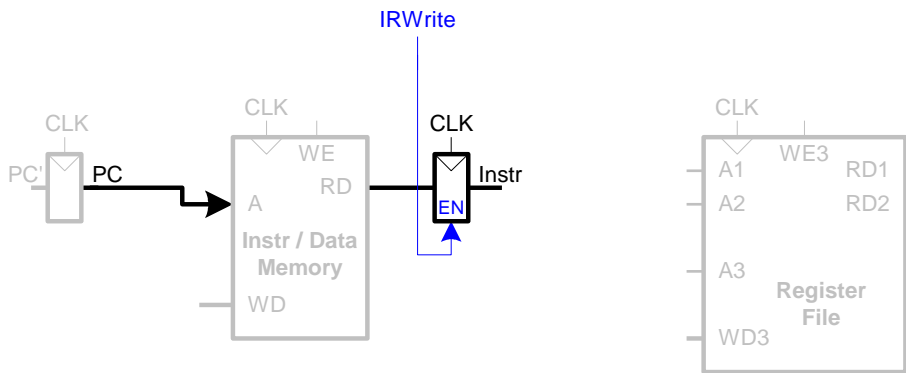 IRWrite
CLK
CLK
CLK
CLK
PC'
PC
WE
RD
A
EN
Instr
Instr / Data
Memory
WD
WE3
A1
RD1
A2
RD2
A3
Register
File
WD3